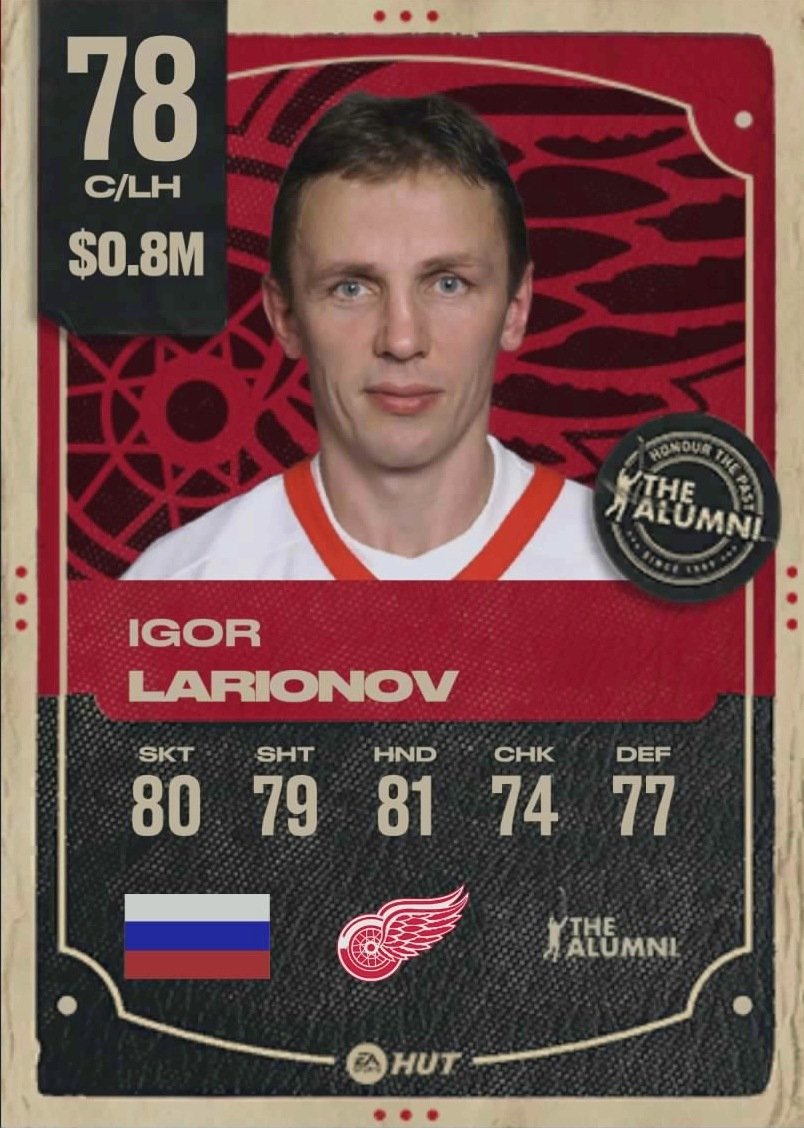 78
C/LH
$0.8M
HONOUR THE PAST
THE
ALUMNI
IGOR
LARIONOV
SKT SHT HND CHK DEF
80 79 81 74 77
THE
ALUMNI
EA
HUT